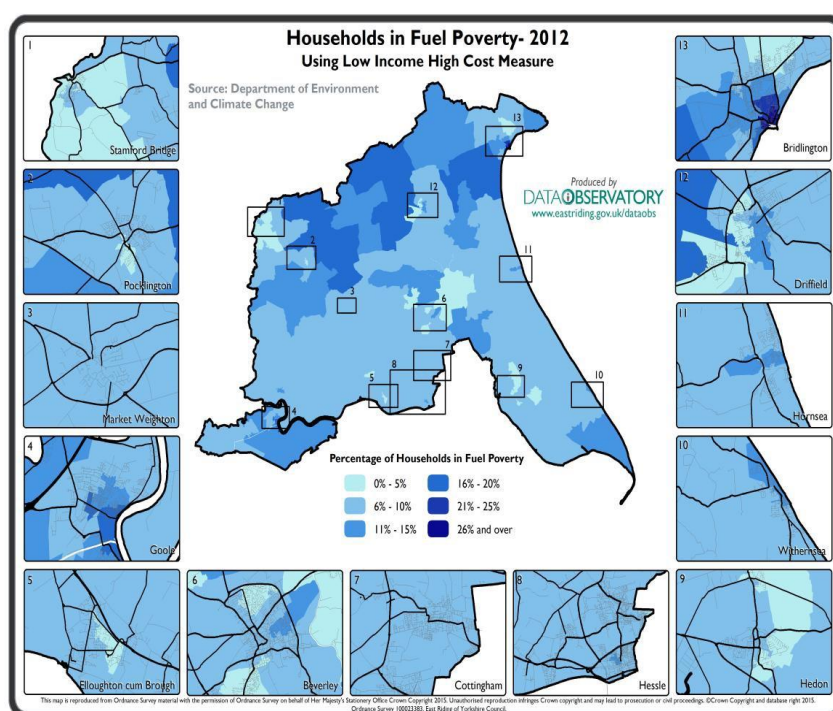 Households in Fuel Poverty- 2012
Using Low Income High Cost Measure
Source: Department of Environment
and Climate Change
Produced by
DATA OBSERVATORY
www.eastriding.gov.uk/dataobs
1
2
3
4
5
6
7
8
9
10
11
12
13
Percentage of Households in Fuel Poverty
0% - 5%
6% - 10%
11% - 15%
16% - 20%
21% - 25%
26% and over
1
Stamford Bridge
2
Pocklington
3
Market Weighton
4
Goole
5
Elloughton cum Brough
6
Beverley
7
Cottingham
8
Hessle
9
Hedon
10
Withernsea
11
Hornsea
12
Driffield
13
Bridlington
This map is reproduced from Ordnance Survey material with the permission of Ordnance Survey on behalf of Her Majesty's Stationery Office Crown Copyright 2015. Unauthorised reproduction infringes Crown copyright and may lead to prosecution or civil proceedings. ©Crown Copyright and database right 2015.
Ordnance Survey 100023383. East Riding of Yorkshire Council.